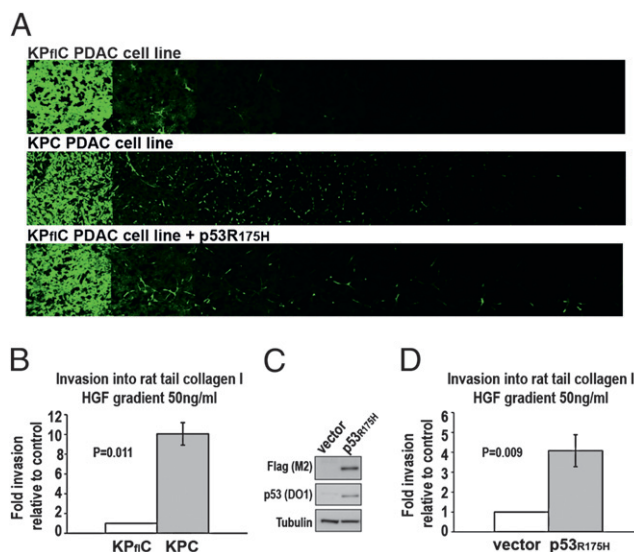 A
KPflC PDAC cell line
KPC PDAC cell line
KPflC PDAC cell line + p53R175H
B
Invasion into rat tail collagen I
HGF gradient 50ng/ml
Fold invasion
relative to control
12
10
8
6
4
2
0
P=0.011
KPflC KPC
C
vector
p53R175H
Flag (M2)
p53 (DO1)
Tubulin
D
Invasion into rat tail collagen I
HGF gradient 50ng/ml
Fold invasion
relative to control
6
5
4
3
2
1
0
P=0.009
vector p53R175H